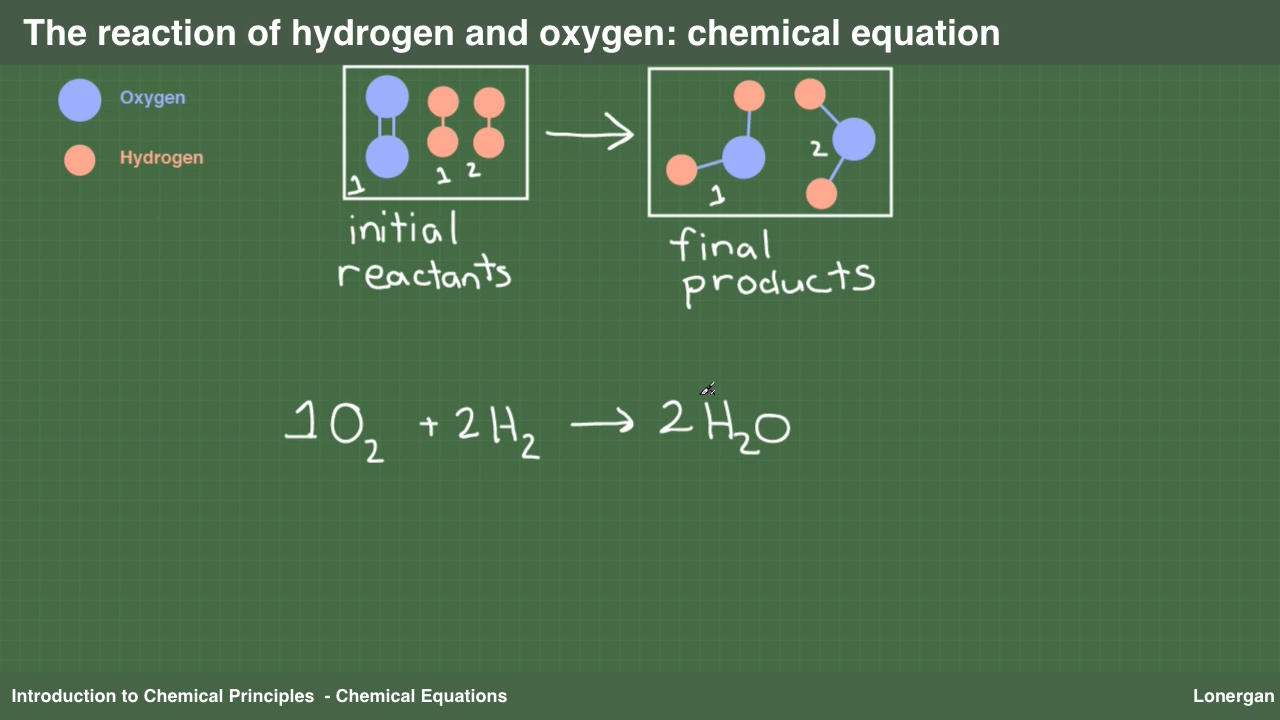 The reaction of hydrogen and oxygen: chemical equation
Oxygen
Hydrogen
1 1 2
initial
reactants
→
1 2
final
products
1O₂ + 2H₂ → 2H₂O
Introduction to Chemical Principles - Chemical Equations
Lonergan